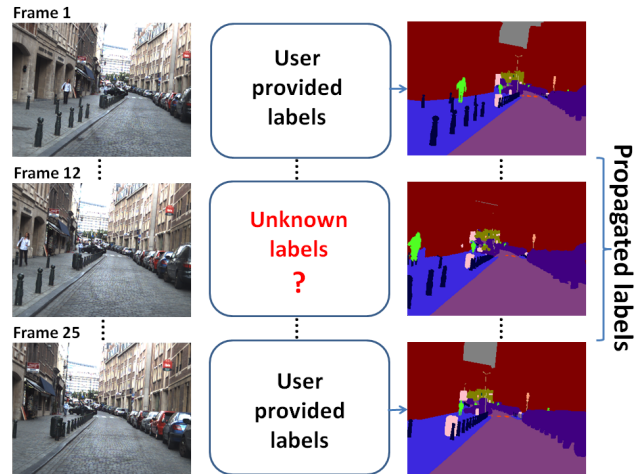 Frame 1
User
provided
labels
Frame 12
Unknown
labels
?
Propagated labels
Frame 25
User
provided
labels